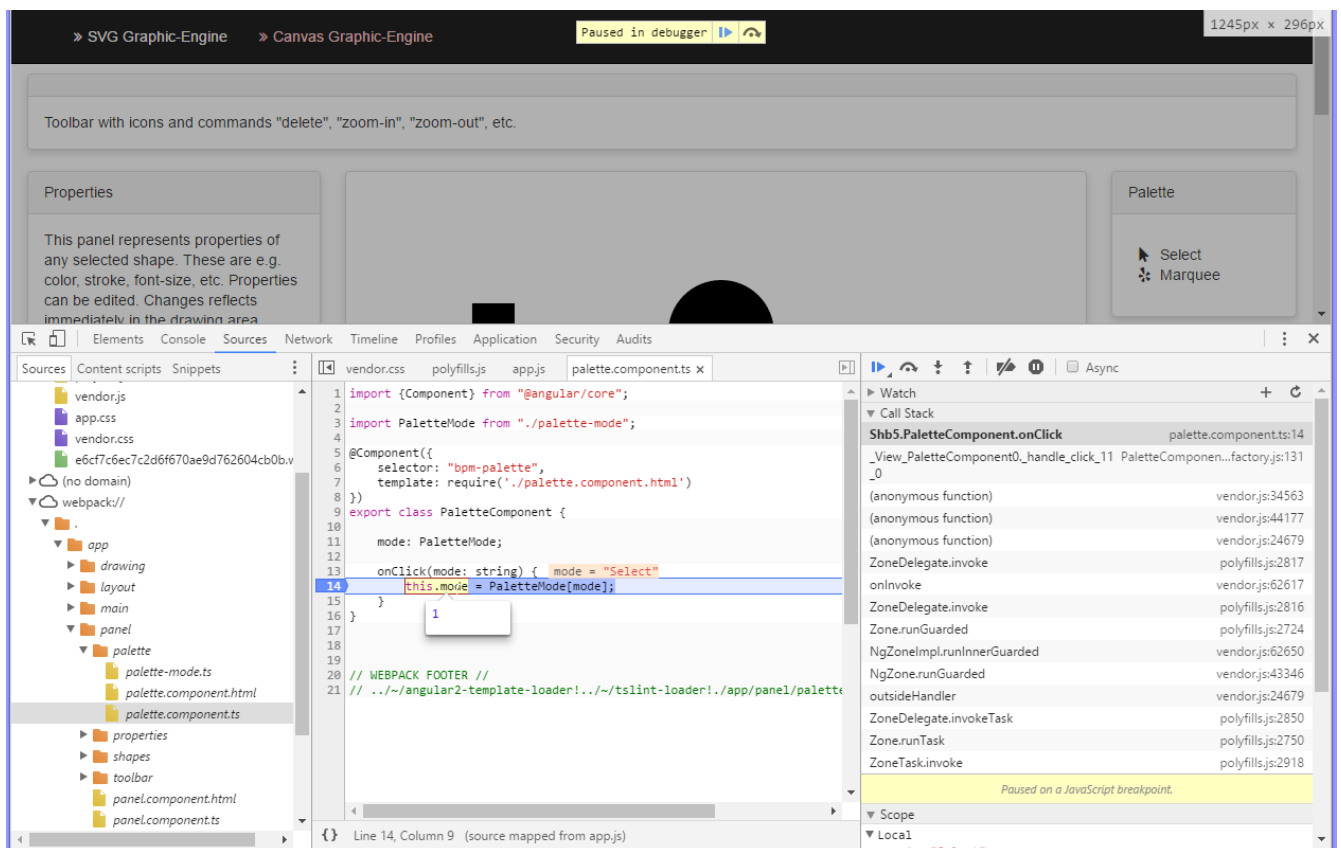 » SVG Graphic-Engine » Canvas Graphic-Engine
Paused in debugger
1245px × 296px
Toolbar with icons and commands "delete", "zoom-in", "zoom-out", etc.
Properties
This panel represents properties of
any selected shape. These are e.g.
color, stroke, font-size, etc. Properties
can be edited. Changes reflects
immediately in the drawing area
Palette
Select
Marquee
Elements Console Sources Network Timeline Profiles Application Security Audits
Sources Content scripts Snippets
vendor.js
app.css
vendor.css
e6cf7c6ec7c2d6f670ae9d762604cb0b.v
(no domain)
webpack://
.
app
drawing
layout
main
panel
palette
palette-mode.ts
palette.component.html
palette.component.ts
properties
shapes
toolbar
panel.component.html
panel.component.ts
vendor.css polyfills.js app.js palette.component.ts ×
1 import {Component} from "@angular/core";
2
3 import PaletteMode from "./palette-mode";
4
5 @Component({
6 selector: "bpm-palette",
7 template: require('./palette.component.html')
8 })
9 export class PaletteComponent {
10
11 mode: PaletteMode;
12
13 onClick(mode: string) { mode = "Select"
14 this.mode = PaletteMode[mode];
15 }
1
16 }
17
18
19
20 // WEBPACK FOOTER //
21 // ../~/angular2-template-loader!../~/tslint-loader!./app/panel/palette
{} Line 14, Column 9 (source mapped from app.js)
Async
Watch
Call Stack
Shb5.PaletteComponent.onClick palette.component.ts:14
_View_PaletteComponent0._handle_click_11 PaletteComponen...factory.js:131
_0
(anonymous function) vendor.js:34563
(anonymous function) vendor.js:44177
(anonymous function) vendor.js:24679
ZoneDelegate.invoke polyfills.js:2817
onInvoke vendor.js:62617
ZoneDelegate.invoke polyfills.js:2816
Zone.runGuarded polyfills.js:2724
NgZoneImpl.runInnerGuarded vendor.js:62650
NgZone.runGuarded vendor.js:43346
outsideHandler vendor.js:24679
ZoneDelegate.invokeTask polyfills.js:2850
Zone.runTask polyfills.js:2750
ZoneTask.invoke polyfills.js:2918
Paused on a JavaScript breakpoint.
Scope
Local